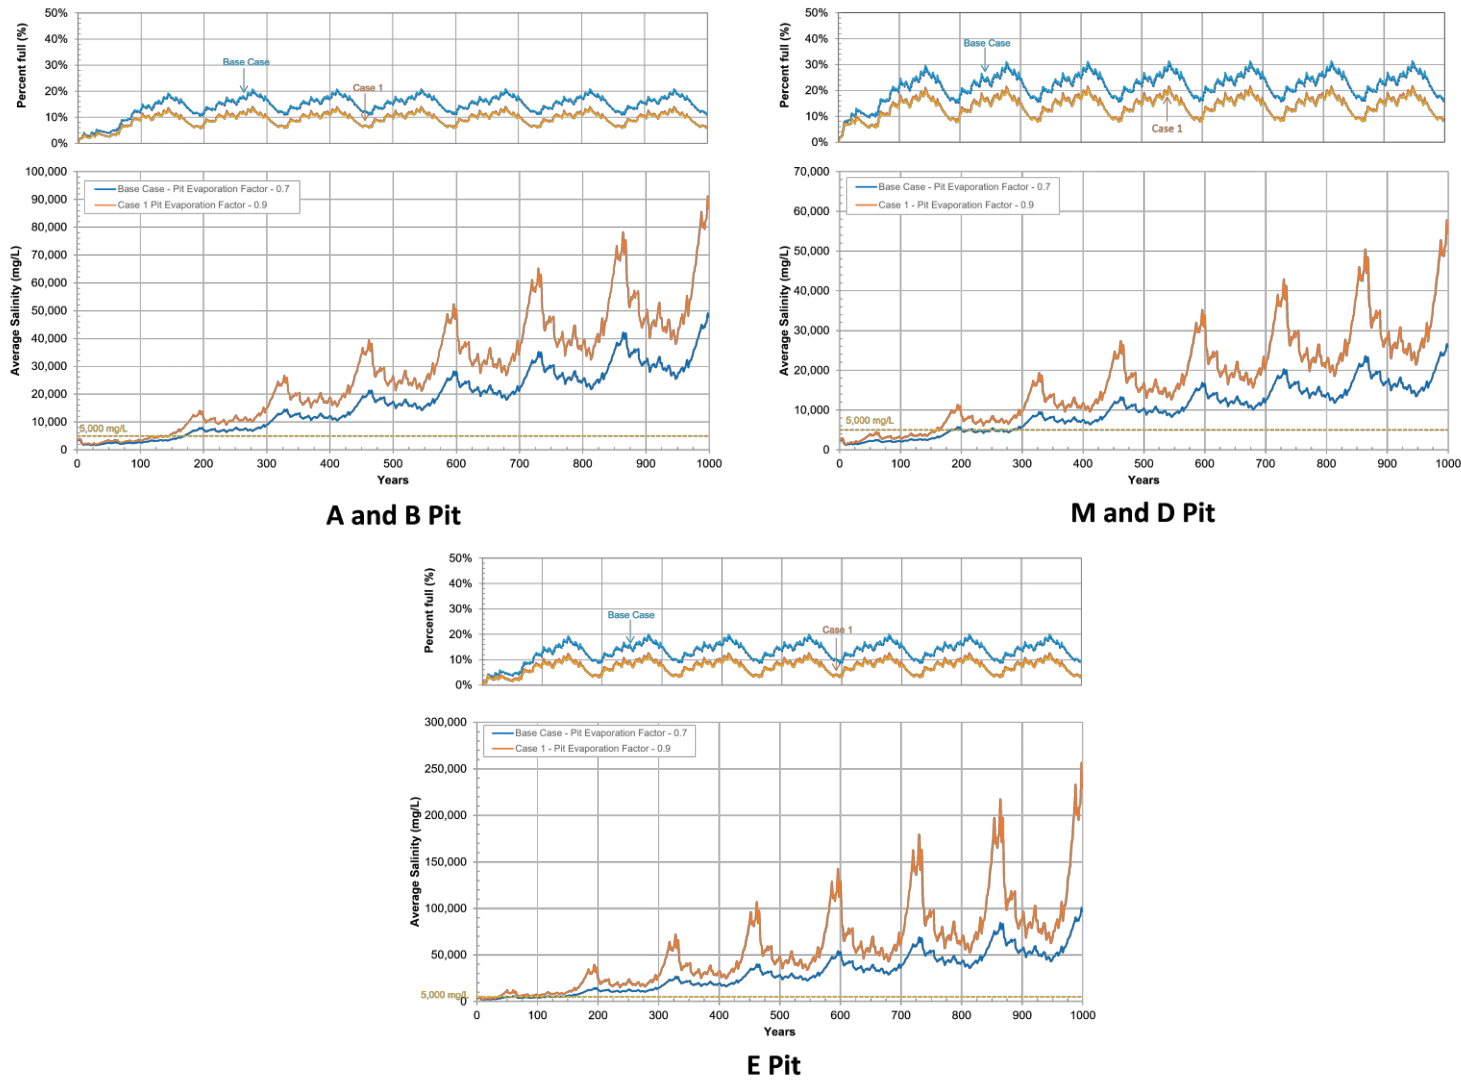 50%
40%
30%
20%
10%
0%
Percent full (%)
Base Case
Case 1
100,000
90,000
80,000
70,000
60,000
50,000
40,000
30,000
20,000
10,000
0
Average Salinity (mg/L)
Base Case - Pit Evaporation Factor - 0.7
Case 1 Pit Evaporation Factor - 0.9
5,000 mg/L
0 100 200 300 400 500 600 700 800 900 1000
Years
A and B Pit
50%
40%
30%
20%
10%
0%
Percent full (%)
Base Case
Case 1
70,000
60,000
50,000
40,000
30,000
20,000
10,000
0
Average Salinity (mg/L)
Base Case - Pit Evaporation Factor - 0.7
Case 1 - Pit Evaporation Factor - 0.9
5,000 mg/L
0 100 200 300 400 500 600 700 800 900 1000
Years
M and D Pit
50%
40%
30%
20%
10%
0%
Percent full (%)
Base Case
Case 1
300,000
250,000
200,000
150,000
100,000
50,000
0
Average Salinity (mg/L)
Base Case - Pit Evaporation Factor - 0.7
Case 1 - Pit Evaporation Factor - 0.9
5,000 mg/L
0 100 200 300 400 500 600 700 800 900 1000
Years
E Pit